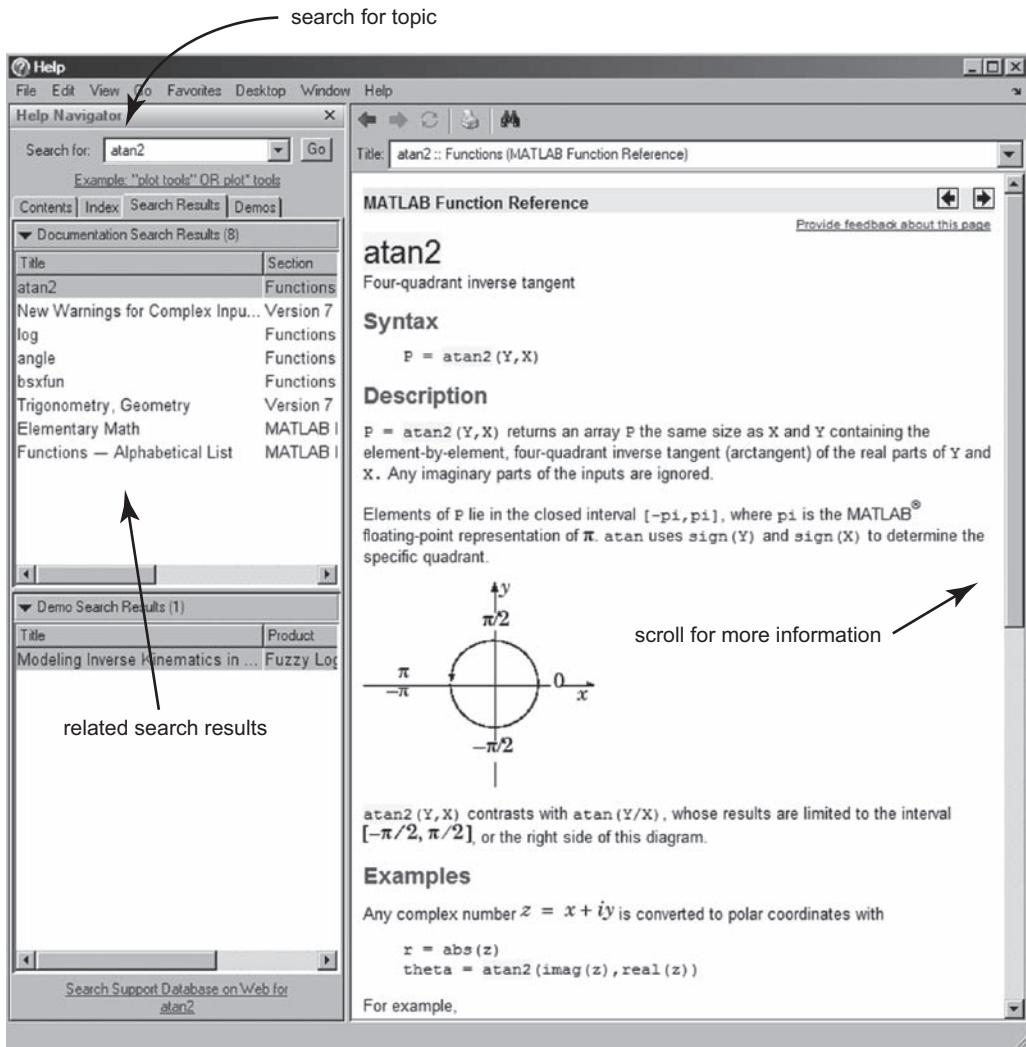 search for topic
Help
File Edit View Go Favorites Desktop Window Help
Help Navigator
Search for: atan2 Go
Example: "plot tools" OR plot* tools
Contents Index Search Results Demos
Documentation Search Results (8)
Title Section
atan2 Functions
New Warnings for Complex Inpu... Version 7
log Functions
angle Functions
bsxfun Functions
Trigonometry, Geometry Version 7
Elementary Math MATLAB
Functions — Alphabetical List MATLAB
Demo Search Results (1)
Title Product
Modeling Inverse Kinematics in ... Fuzzy Log
related search results
Search Support Database on Web for
atan2
Title: atan2 :: Functions (MATLAB Function Reference)
MATLAB Function Reference
Provide feedback about this page
atan2
Four-quadrant inverse tangent
Syntax
P = atan2(Y,X)
Description
P = atan2(Y,X) returns an array P the same size as X and Y containing the
element-by-element, four-quadrant inverse tangent (arctangent) of the real parts of Y and
X. Any imaginary parts of the inputs are ignored.
Elements of P lie in the closed interval [-pi,pi], where pi is the MATLAB®
floating-point representation of π. atan uses sign(Y) and sign(X) to determine the
specific quadrant.
y
π/2
scroll for more information
π
0
−π
x
−π/2
atan2(Y,X) contrasts with atan(Y/X), whose results are limited to the interval
[−π/2, π/2], or the right side of this diagram.
Examples
Any complex number z = x + iy is converted to polar coordinates with
r = abs(z)
theta = atan2(imag(z),real(z))
For example,